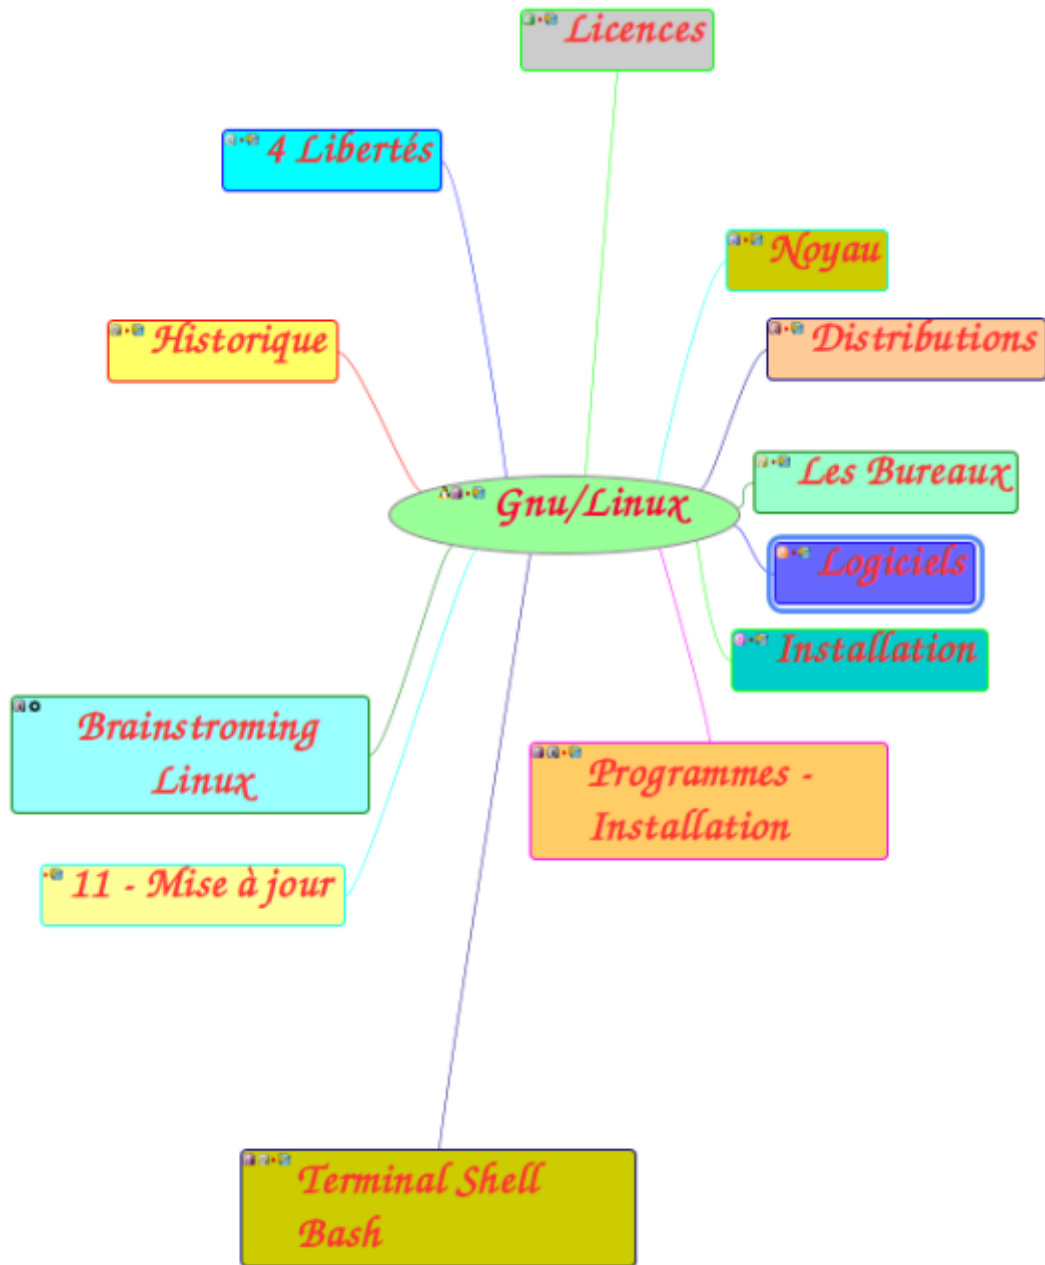 Licences
4 Libertés
Noyau
Historique
Distributions
Les Bureaux
Gnu/Linux
Logiciels
Installation
Brainstroming
Linux
Programmes -
Installation
11 - Mise à jour
Terminal Shell
Bash